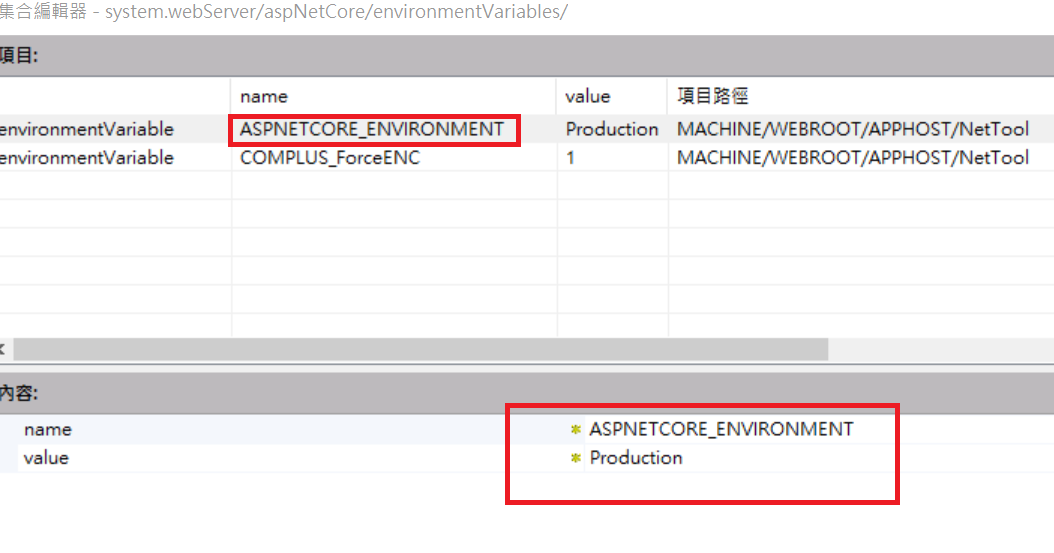 集合編輯器 - system.webServer/aspNetCore/environmentVariables/
項目:
name value 項目路徑
environmentVariable ASPNETCORE_ENVIRONMENT Production MACHINE/WEBROOT/APPHOST/NetTool
environmentVariable COMPLUS_ForceENC 1 MACHINE/WEBROOT/APPHOST/NetTool
內容:
name * ASPNETCORE_ENVIRONMENT
value * Production